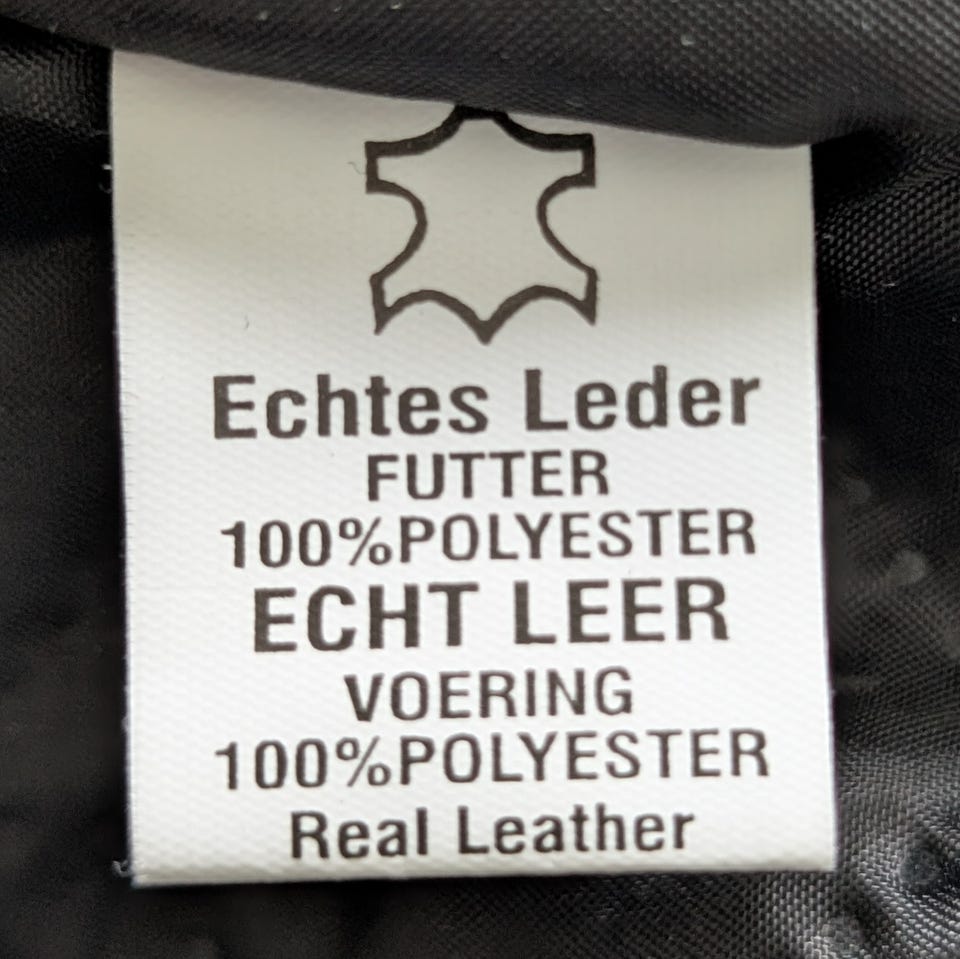 Echtes Leder
FUTTER
100%POLYESTER
ECHT LEER
VOERING
100%POLYESTER
Real Leather